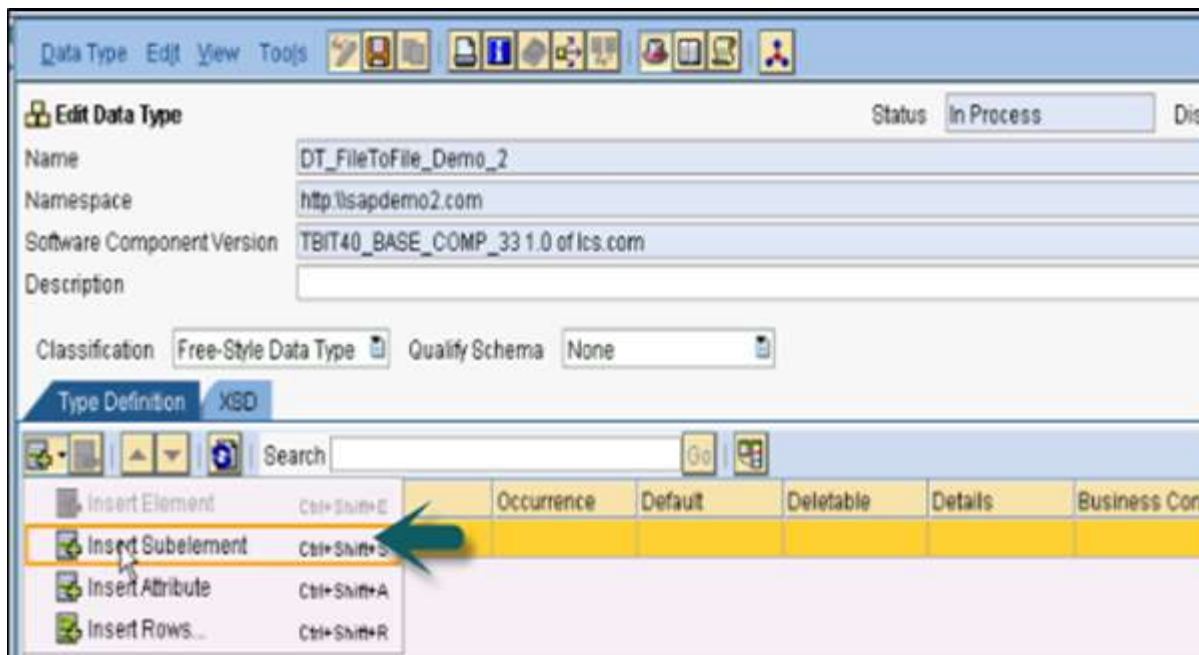 Data Type Edit View Tools
Edit Data Type Status In Process Dis
Name DT_FileToFile_Demo_2
Namespace http:\\sapdemo2.com
Software Component Version TBIT40_BASE_COMP_33 1.0 of lcs.com
Description
Classification Free-Style Data Type Qualify Schema None
Type Definition XSD
Search Go
Occurrence Default Deletable Details Business Con
Insert Element Ctrl+Shift+E
Insert Subelement Ctrl+Shift+S
Insert Attribute Ctrl+Shift+A
Insert Rows... Ctrl+Shift+R